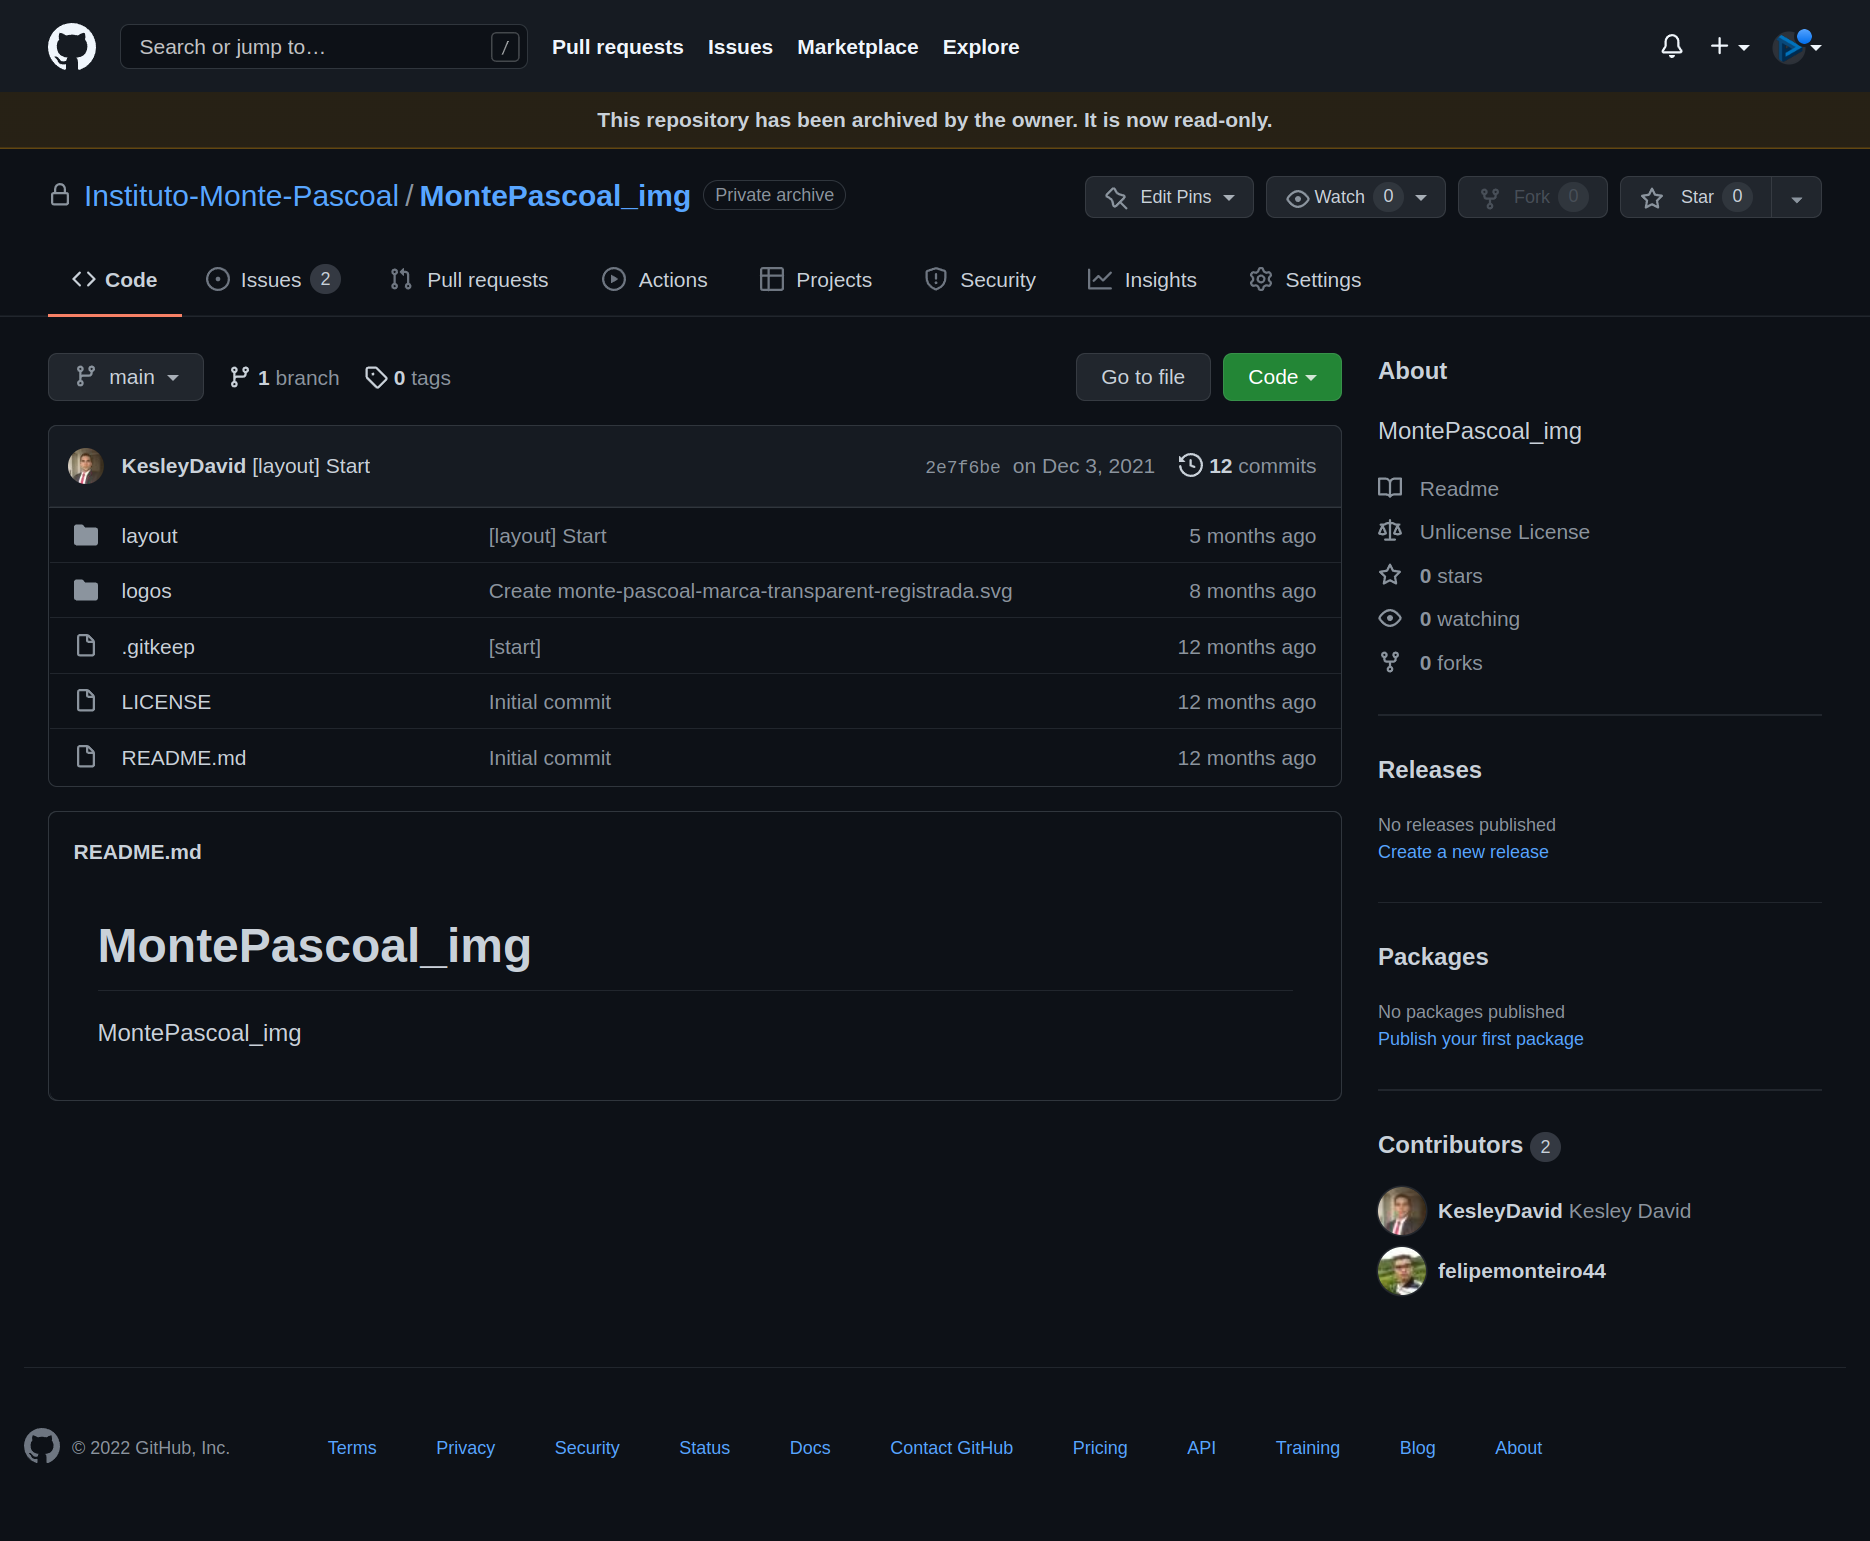 Search or jump to… /
Pull requests Issues Marketplace Explore
This repository has been archived by the owner. It is now read-only.
Instituto-Monte-Pascoal / MontePascoal_img Private archive
Edit Pins Watch 0 Fork 0 Star 0
Code Issues 2 Pull requests Actions Projects Security Insights Settings
main 1 branch 0 tags Go to file Code
KesleyDavid [layout] Start 2e7f6be on Dec 3, 2021 12 commits
layout [layout] Start 5 months ago
logos Create monte-pascoal-marca-transparent-registrada.svg 8 months ago
.gitkeep [start] 12 months ago
LICENSE Initial commit 12 months ago
README.md Initial commit 12 months ago
README.md
MontePascoal_img
MontePascoal_img
About
MontePascoal_img
Readme
Unlicense License
0 stars
0 watching
0 forks
Releases
No releases published
Create a new release
Packages
No packages published
Publish your first package
Contributors 2
KesleyDavid Kesley David
felipemonteiro44
© 2022 GitHub, Inc. Terms Privacy Security Status Docs Contact GitHub Pricing API Training Blog About